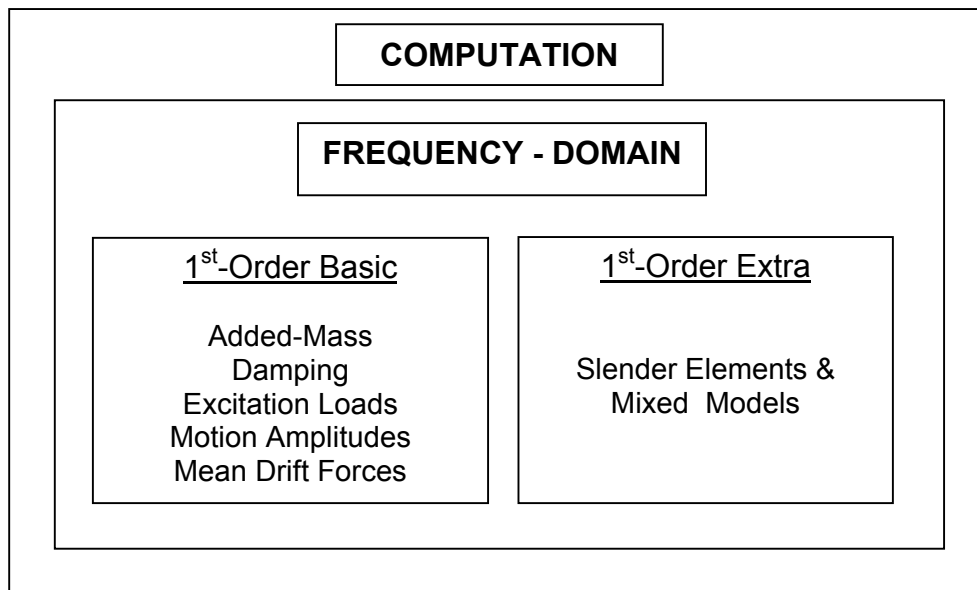 COMPUTATION
FREQUENCY - DOMAIN
1st-Order Basic
Added-Mass
Damping
Excitation Loads
Motion Amplitudes
Mean Drift Forces
1st-Order Extra
Slender Elements &
Mixed Models